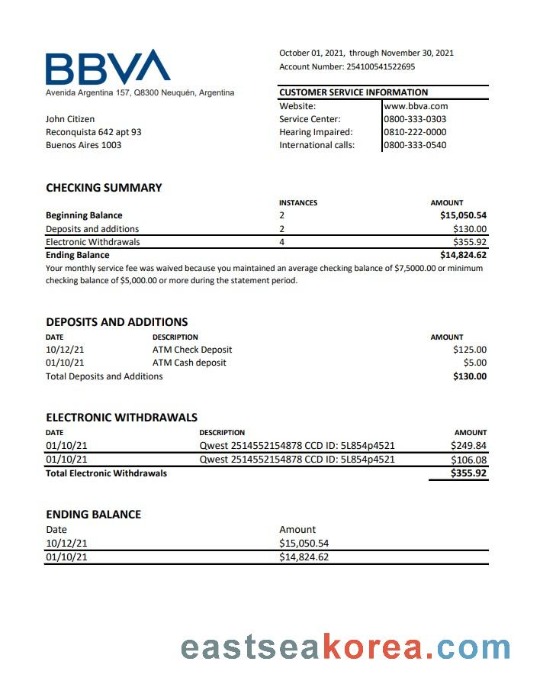 BBVA
Avenida Argentina 157, Q8300 Neuquén, Argentina
October 01, 2021, through November 30, 2021
Account Number: 254100541522695
CUSTOMER SERVICE INFORMATION
Website: www.bbva.com
Service Center: 0800-333-0303
Hearing Impaired: 0810-222-0000
International calls: 0800-333-0540
John Citizen
Reconquista 642 apt 93
Buenos Aires 1003
CHECKING SUMMARY
INSTANCES AMOUNT
Beginning Balance 2 $15,050.54
Deposits and additions 2 $130.00
Electronic Withdrawals 4 $355.92
Ending Balance $14,824.62
Your monthly service fee was waived because you maintained an average checking balance of $7,5000.00 or minimum
checking balance of $5,000.00 or more during the statement period.
DEPOSITS AND ADDITIONS
DATE DESCRIPTION AMOUNT
10/12/21 ATM Check Deposit $125.00
01/10/21 ATM Cash deposit $5.00
Total Deposits and Additions $130.00
ELECTRONIC WITHDRAWALS
DATE DESCRIPTION AMOUNT
01/10/21 Qwest 2514552154878 CCD ID: 5L854p4521 $249.84
01/10/21 Qwest 2514552154878 CCD ID: 5L854p4521 $106.08
Total Electronic Withdrawals $355.92
ENDING BALANCE
Date Amount
10/12/21 $15,050.54
01/10/21 $14,824.62
eastseakorea.com